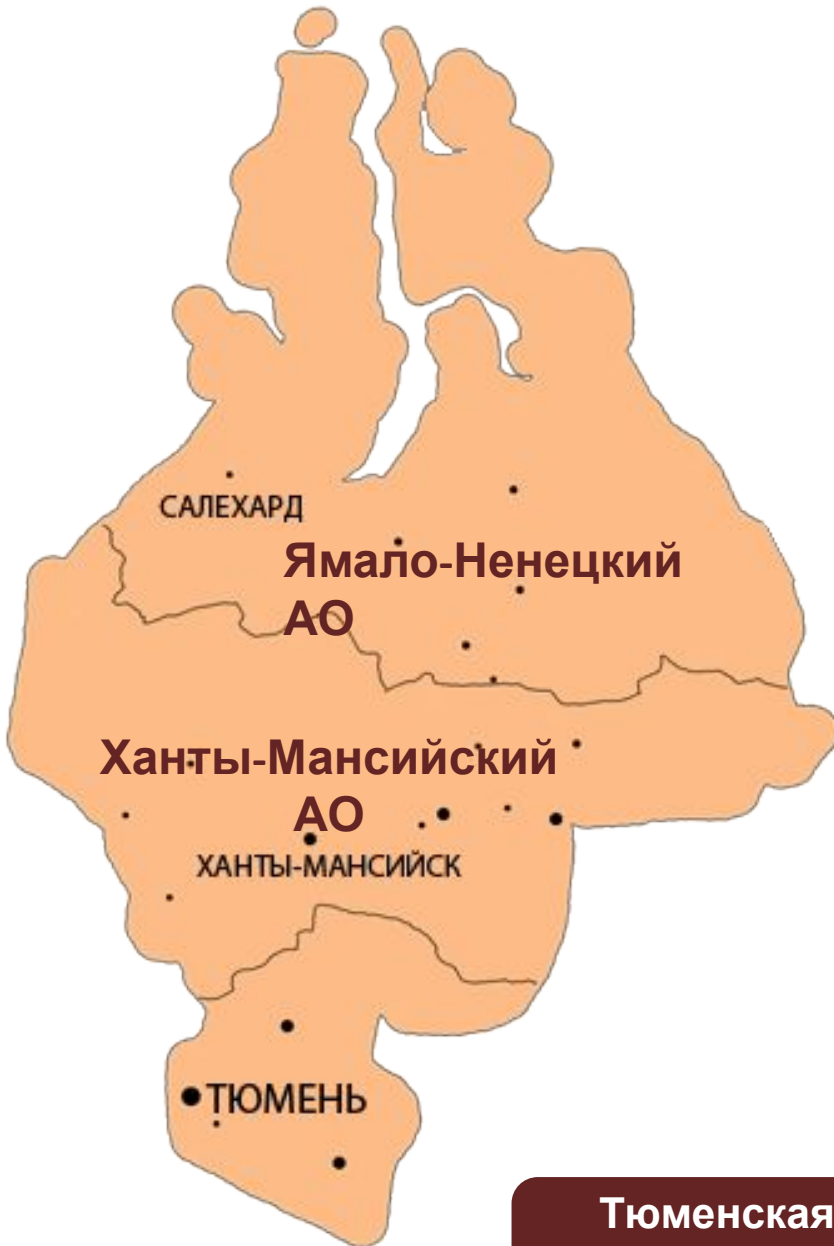 САЛЕХАРД
Ямало-Ненецкий
АО
Ханты-Мансийский
АО
ХАНТЫ-МАНСИЙСК
ТЮМЕНЬ
Тюменская